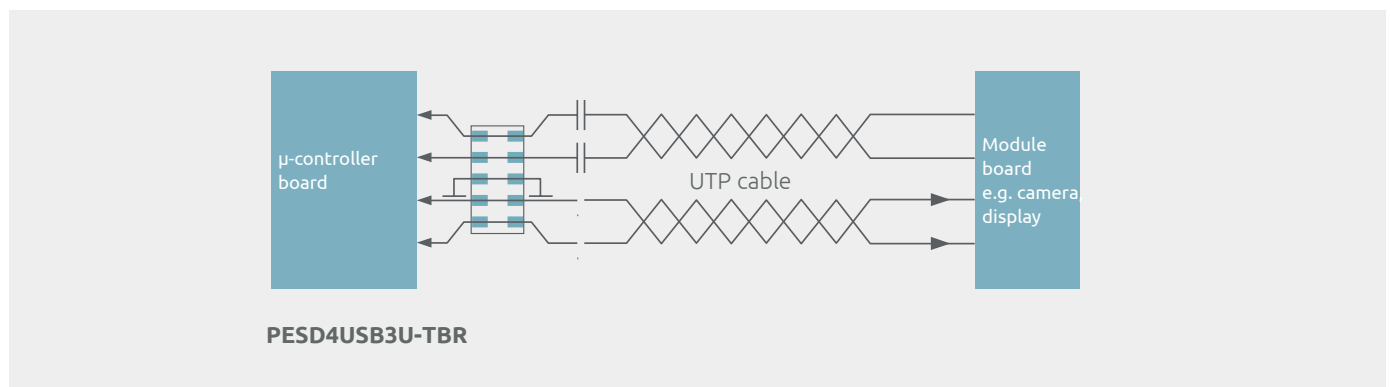 µ-controller
board
UTP cable
Module
board
e.g. camera,
display
PESD4USB3U-TBR